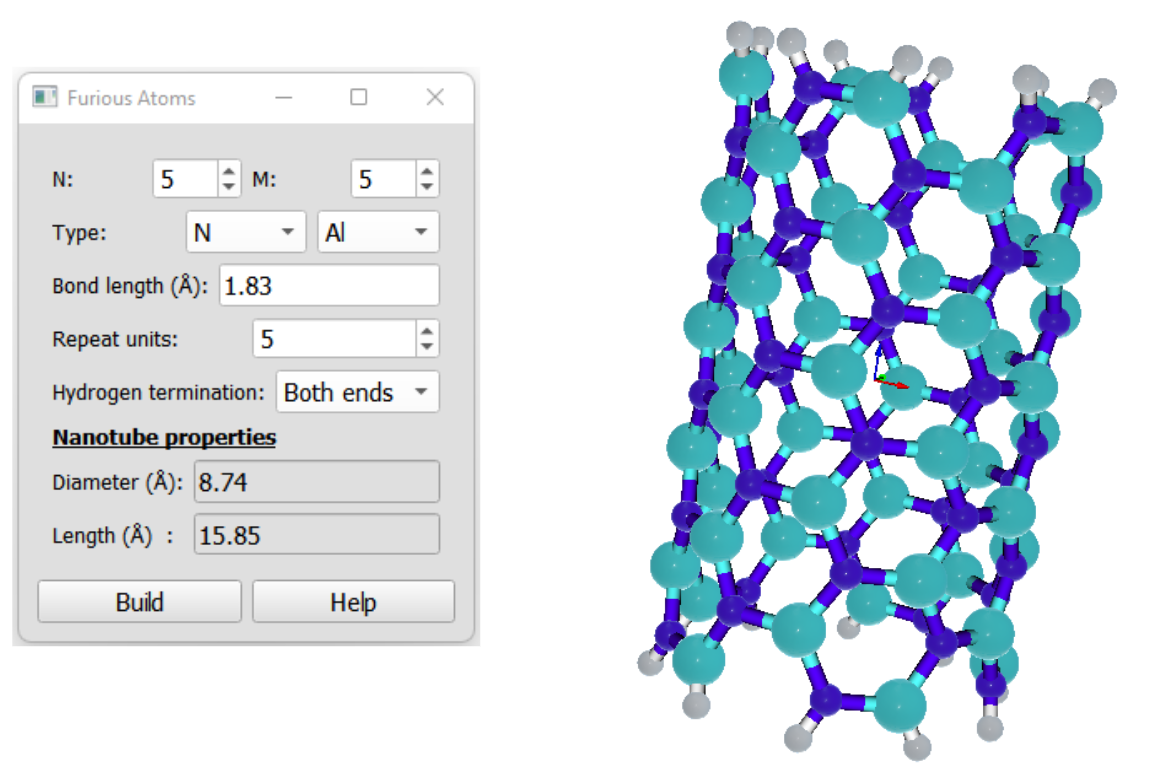 Furious Atoms
N: 5 M: 5
Type: N Al
Bond length (Å): 1.83
Repeat units: 5
Hydrogen termination: Both ends
Nanotube properties
Diameter (Å): 8.74
Length (Å) : 15.85
Build Help